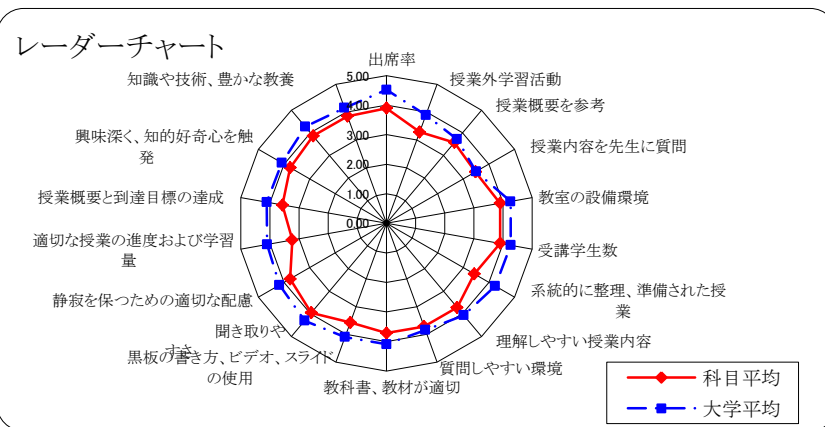 レーダーチャート
出席率
授業外学習活動
授業概要を参考
授業内容を先生に質問
教室の設備環境
受講学生数
系統的に整理、準備された授
業
理解しやすい授業内容
質問しやすい環境
教科書、教材が適切
黒板の書き方、ビデオ、スライド
の使用
聞き取りや
すさ
静寂を保つための適切な配慮
適切な授業の進度および学習
量
授業概要と到達目標の達成
興味深く、知的好奇心を触
発
知識や技術、豊かな教養
5.00
4.00
3.00
2.00
1.00
0.00
科目平均
大学平均